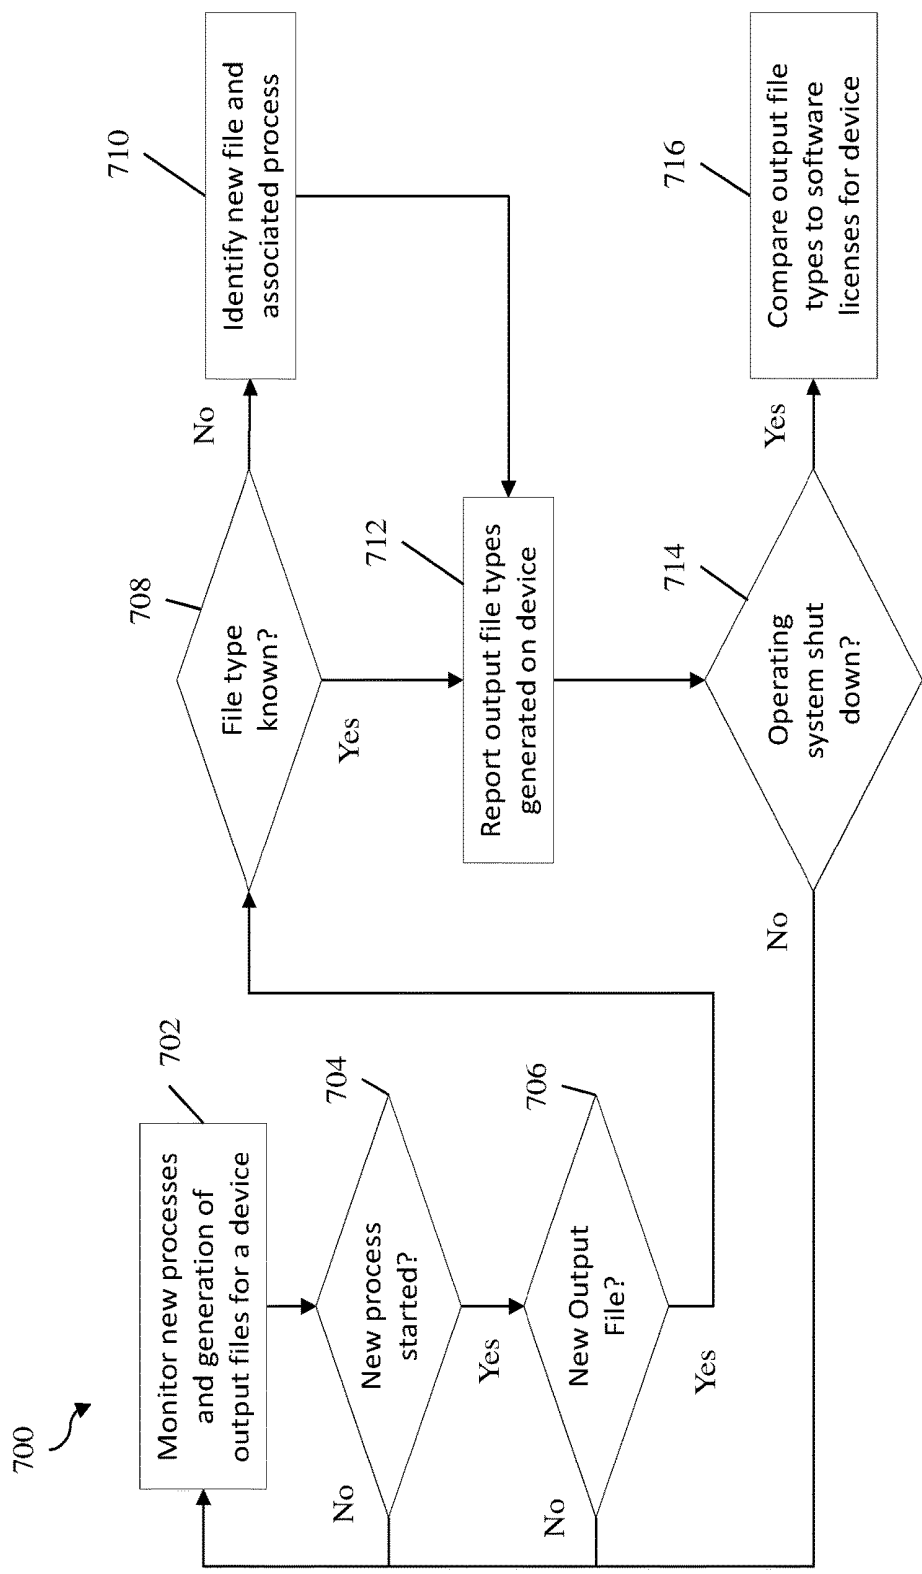 700
702
Monitor new processes
and generation of
output files for a device
704
New process
started?
No
Yes
706
New Output
File?
No
Yes
708
File type
known?
No
Yes
710
Identify new file and
associated process
712
Report output file types
generated on device
714
Operating
system shut
down?
No
Yes
716
Compare output file
types to software
licenses for device